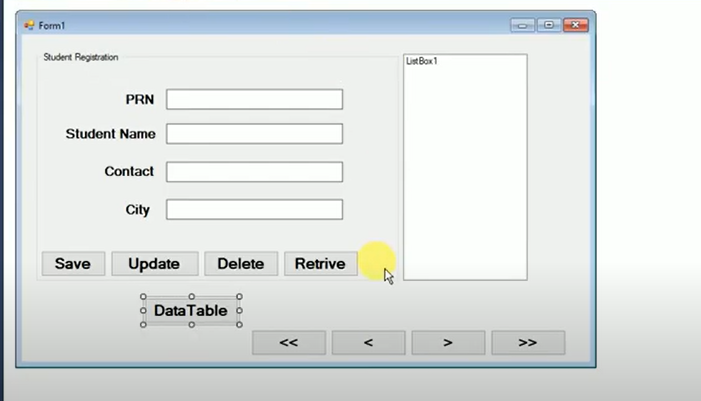 Form1
Student Registration
ListBox1
PRN
Student Name
Contact
City
Save Update Delete Retrive
DataTable
<< < > >>